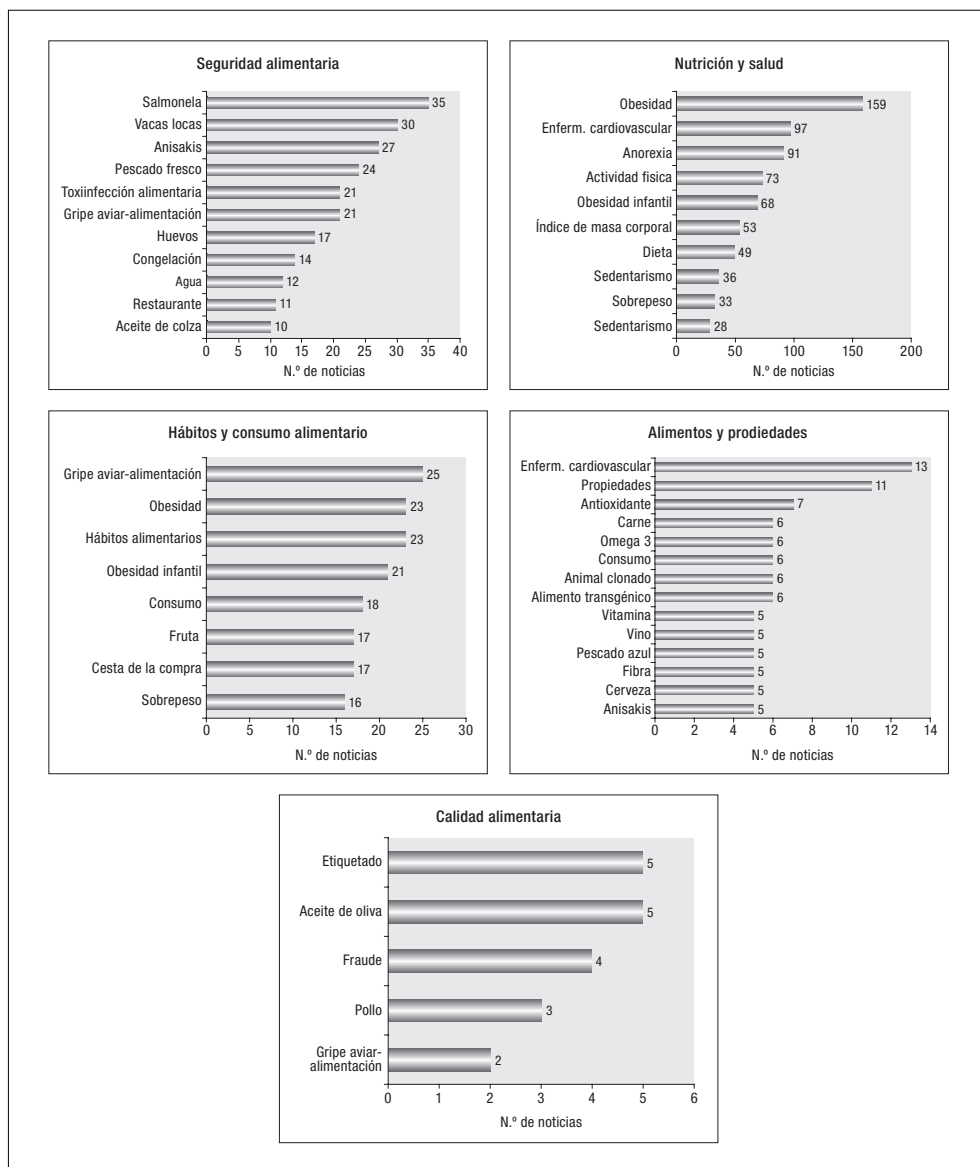 Seguridad alimentaria
Salmonela 35
Vacas locas 30
Anisakis 27
Pescado fresco 24
Toxiinfección alimentaria 21
Gripe aviar-alimentación 21
Huevos 17
Congelación 14
Agua 12
Restaurante 11
Aceite de colza 10
0 5 10 15 20 25 30 35 40
N.º de noticias
Nutrición y salud
Obesidad 159
Enferm. cardiovascular 97
Anorexia 91
Actividad fisica 73
Obesidad infantil 68
Índice de masa corporal 53
Dieta 49
Sedentarismo 36
Sobrepeso 33
Sedentarismo 28
0 50 100 150 200
N.º de noticias
Hábitos y consumo alimentario
Gripe aviar-alimentación 25
Obesidad 23
Hábitos alimentarios 23
Obesidad infantil 21
Consumo 18
Fruta 17
Cesta de la compra 17
Sobrepeso 16
0 5 10 15 20 25 30
N.º de noticias
Alimentos y prodiedades
Enferm. cardiovascular 13
Propiedades 11
Antioxidante 7
Carne 6
Omega 3 6
Consumo 6
Animal clonado 6
Alimento transgénico 6
Vitamina 5
Vino 5
Pescado azul 5
Fibra 5
Cerveza 5
Anisakis 5
0 2 4 6 8 10 12 14
N.º de noticias
Calidad alimentaria
Etiquetado 5
Aceite de oliva 5
Fraude 4
Pollo 3
Gripe aviar-
alimentación 2
0 1 2 3 4 5 6
N.º de noticias